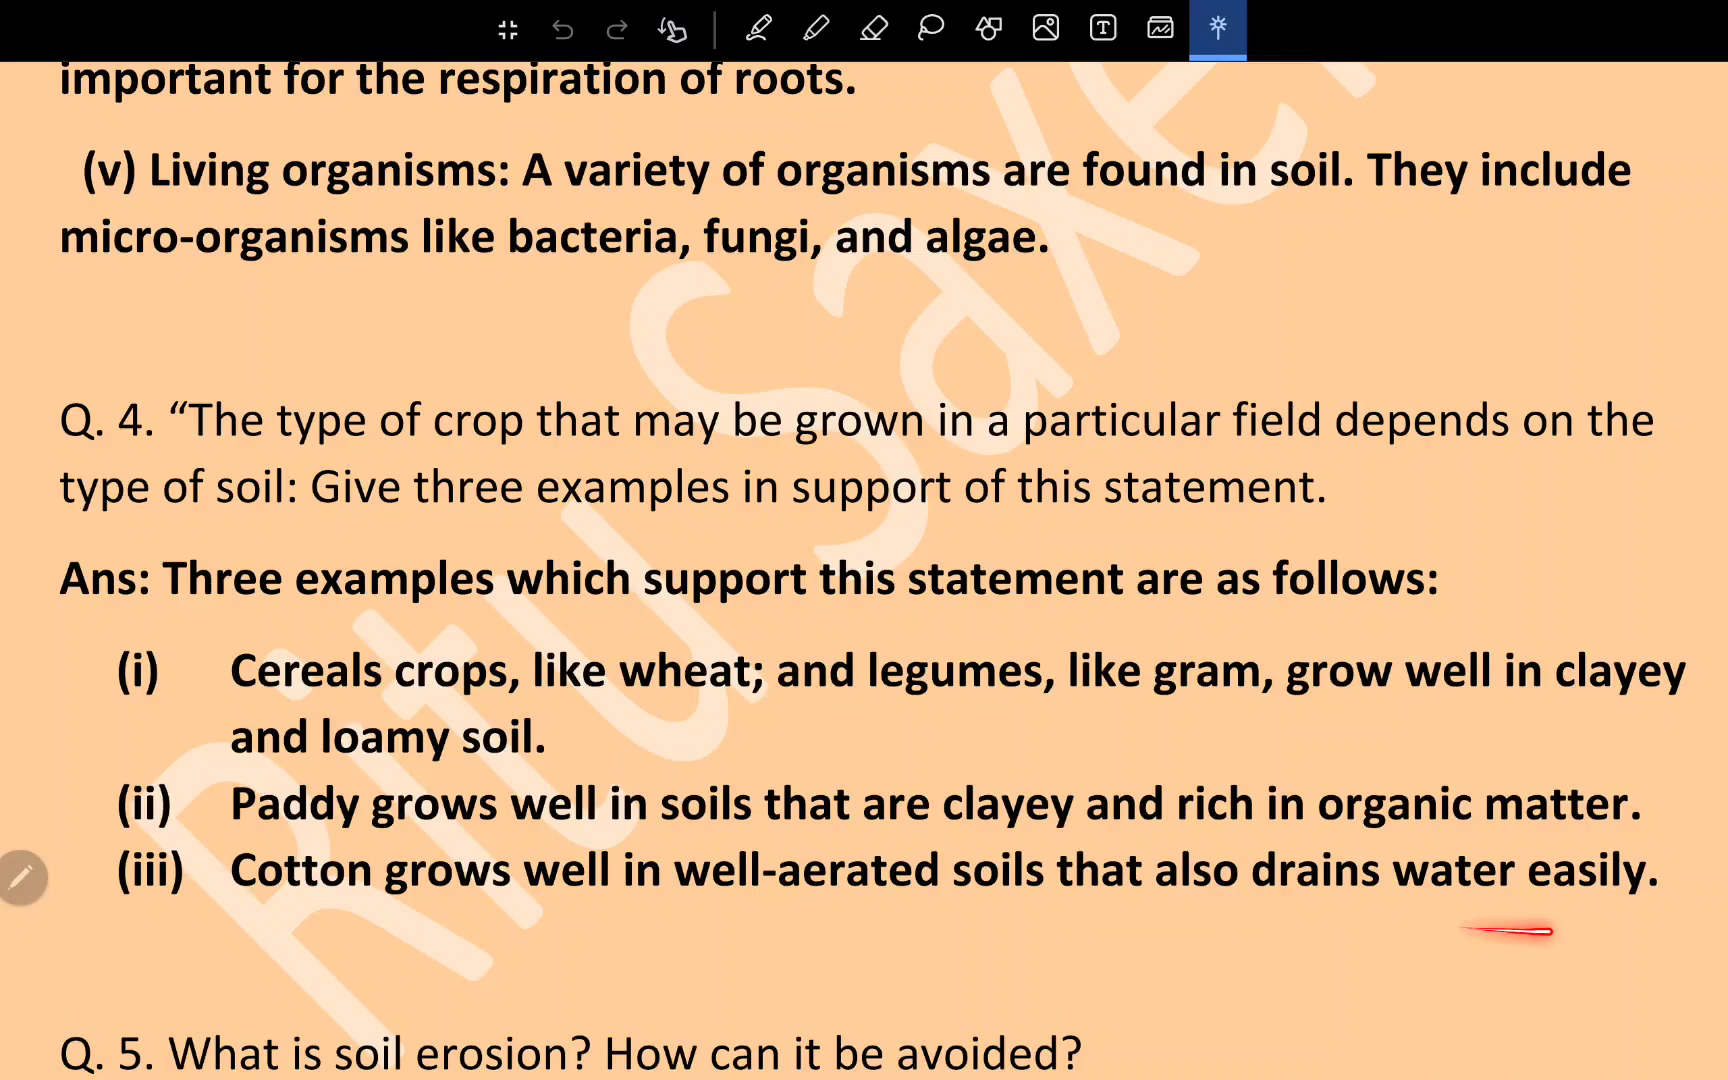 important for the respiration of roots.
(v) Living organisms: A variety of organisms are found in soil. They include
micro-organisms like bacteria, fungi, and algae.
Q. 4. “The type of crop that may be grown in a particular field depends on the
type of soil: Give three examples in support of this statement.
Ans: Three examples which support this statement are as follows:
(i) Cereals crops, like wheat; and legumes, like gram, grow well in clayey
and loamy soil.
(ii) Paddy grows well in soils that are clayey and rich in organic matter.
(iii) Cotton grows well in well-aerated soils that also drains water easily.
Q. 5. What is soil erosion? How can it be avoided?
Ritu Saxe